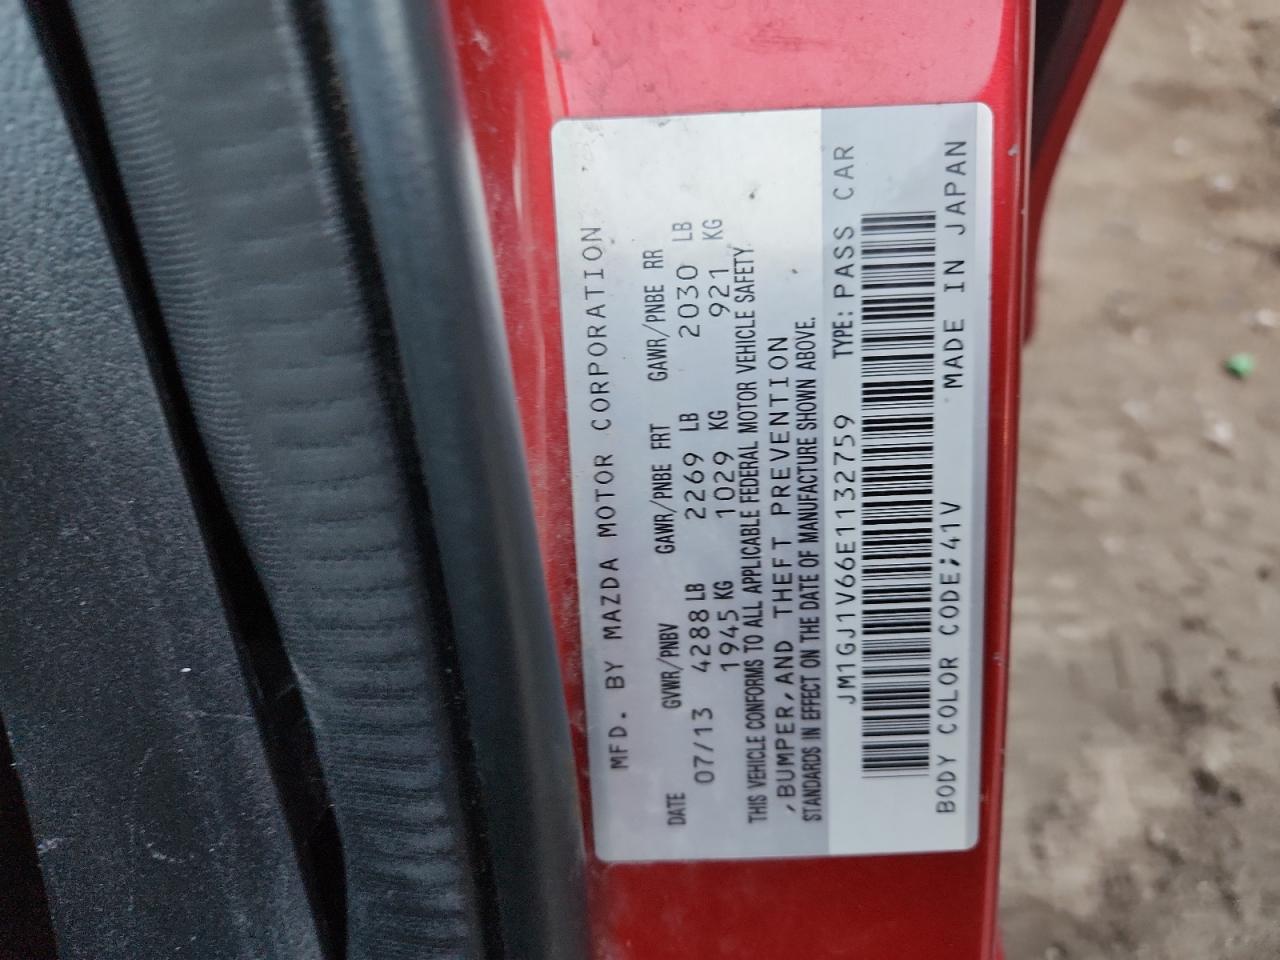 MFD. BY MAZDA MOTOR CORPORATION
DATE GVWR/PNBV GAWR/PNBE FRT GAWR/PNBE RR
07/13 4288 LB 2269 LB 2030 LB
1945 KG 1029 KG 921 KG
THIS VEHICLE CONFORMS TO ALL APPLICABLE FEDERAL MOTOR VEHICLE SAFETY
,BUMPER,AND THEFT PREVENTION
STANDARDS IN EFFECT ON THE DATE OF MANUFACTURE SHOWN ABOVE.
JM1GJ1V66E1132759 TYPE: PASS CAR
BODY COLOR CODE;41V MADE IN JAPAN